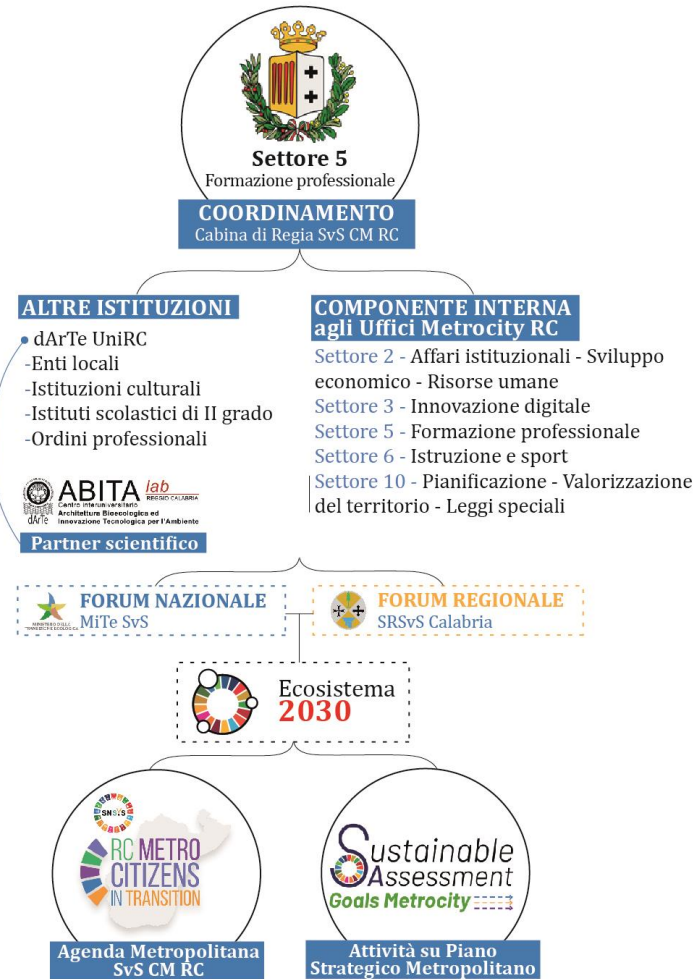 Settore 5
Formazione professionale
COORDINAMENTO
Cabina di Regia SvS CM RC
ALTRE ISTITUZIONI
• dArTe UniRC
-Enti locali
-Istituzioni culturali
-Istituti scolastici di II grado
-Ordini professionali
dArTe
ABITA lab
REGGIO CALABRIA
Centro interuniversitario
Architettura Bioecologica ed
Innovazione Tecnologica per l'Ambiente
Partner scientifico
COMPONENTE INTERNA
agli Uffici Metrocity RC
Settore 2 - Affari istituzionali - Sviluppo
economico - Risorse umane
Settore 3 - Innovazione digitale
Settore 5 - Formazione professionale
Settore 6 - Istruzione e sport
Settore 10 - Pianificazione - Valorizzazione
del territorio - Leggi speciali
MINISTERO DELLA
TRANSIZIONE ECOLOGICA
FORUM NAZIONALE
MiTe SvS
FORUM REGIONALE
SRSvS Calabria
Ecosistema
2030
SNSvS
RC METRO
CITIZENS
IN TRANSITION
Agenda Metropolitana
SvS CM RC
Sustainable
Assessment
Goals Metrocity
Attività su Piano
Strategico Metropolitano